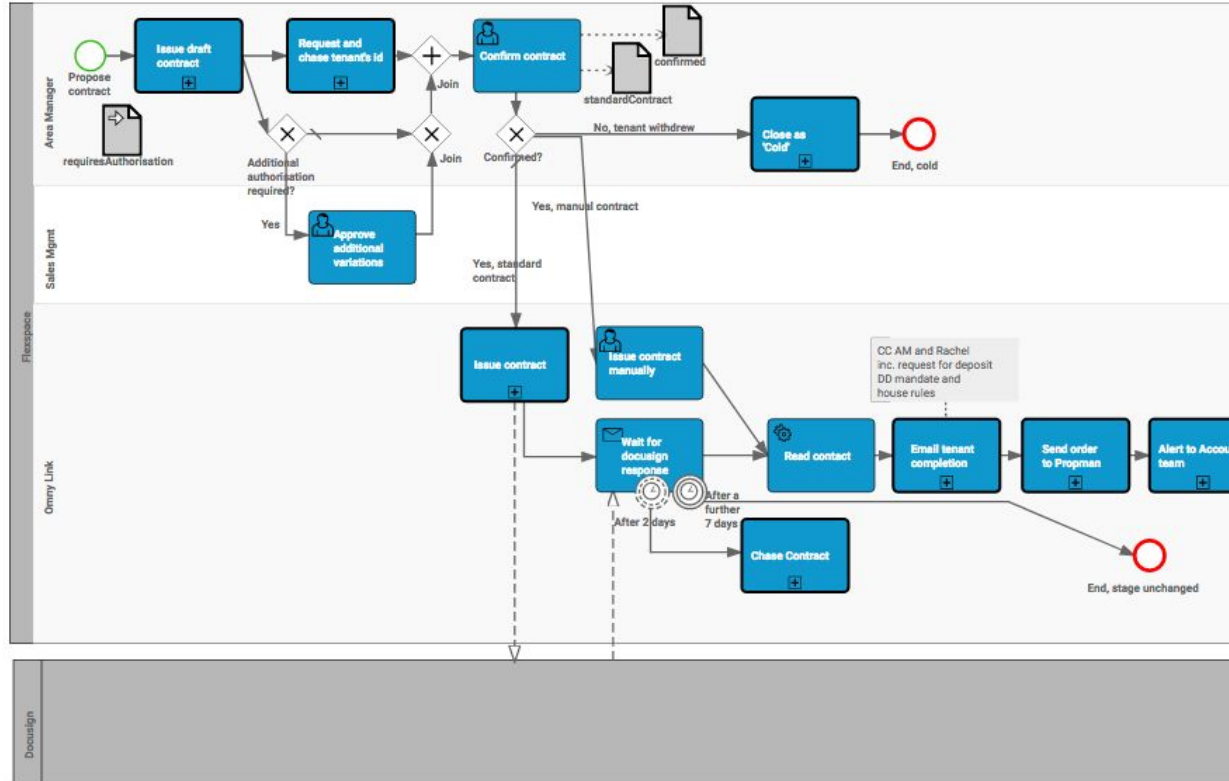 Flexspace
Area Manager
Propose
contract
requiresAuthorisation
Issue draft
contract
Request and
chase tenant's id
Join
Confirm contract
confirmed
standardContract
Additional
authorisation
required?
Join
Confirmed?
No, tenant withdrew
Close as
'Cold'
End, cold
Sales Mgmt
Yes
Approve
additional
variations
Yes, manual contract
Yes, standard
contract
Omny Link
Issue contract
Issue contract
manually
CC AM and Rachel
inc. request for deposit
DD mandate and
house rules
Wait for
docusign
response
Read contact
Email tenant
completion
Send order
to Propman
Alert to Accou
team
After 2 days
After a
further
7 days
Chase Contract
End, stage unchanged
Docusign